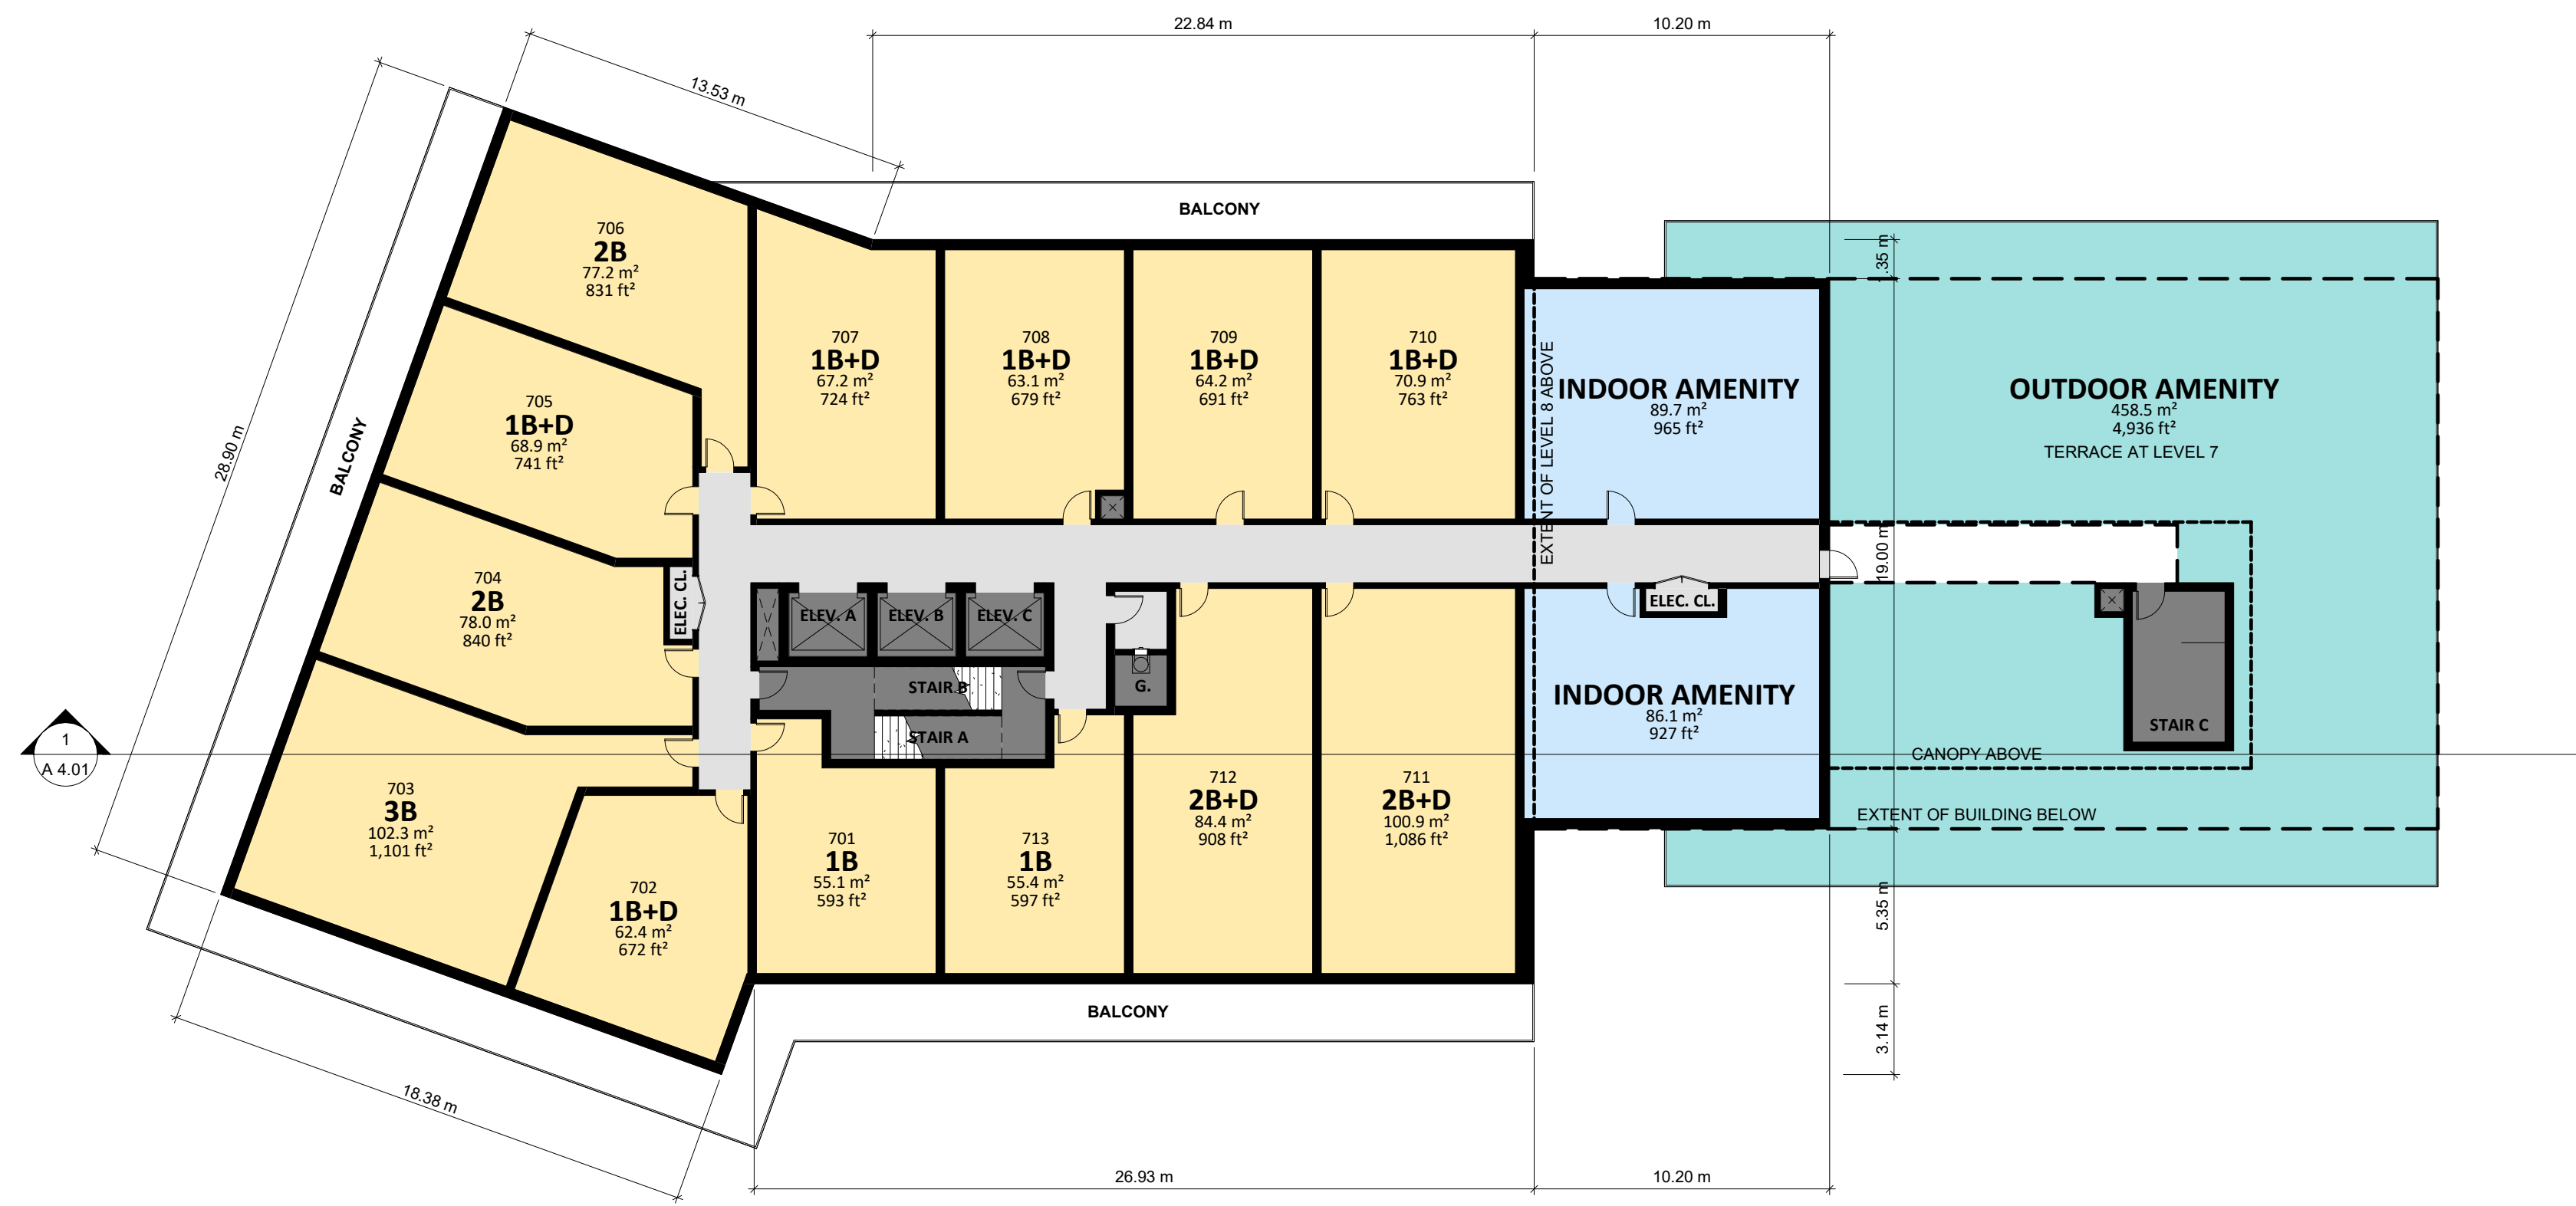 22.84 m
10.20 m
13.53 m
28.90 m
BALCONY
BALCONY
706
2B
77.2 m²
831 ft²
705
1B+D
68.9 m²
741 ft²
704
2B
78.0 m²
840 ft²
703
3B
102.3 m²
1,101 ft²
702
1B+D
62.4 m²
672 ft²
707
1B+D
67.2 m²
724 ft²
708
1B+D
63.1 m²
679 ft²
709
1B+D
64.2 m²
691 ft²
710
1B+D
70.9 m²
763 ft²
EXTENT OF LEVEL 8 ABOVE
INDOOR AMENITY
89.7 m²
965 ft²
OUTDOOR AMENITY
458.5 m²
4,936 ft²
TERRACE AT LEVEL 7
.35 m
19.00 m
ELEC. CL.
ELEV. A
ELEV. B
ELEV. C
STAIR B
STAIR A
G.
ELEC. CL.
INDOOR AMENITY
86.1 m²
927 ft²
STAIR C
CANOPY ABOVE
EXTENT OF BUILDING BELOW
1
A 4.01
701
1B
55.1 m²
593 ft²
713
1B
55.4 m²
597 ft²
712
2B+D
84.4 m²
908 ft²
711
2B+D
100.9 m²
1,086 ft²
5.35 m
3.14 m
BALCONY
18.38 m
26.93 m
10.20 m